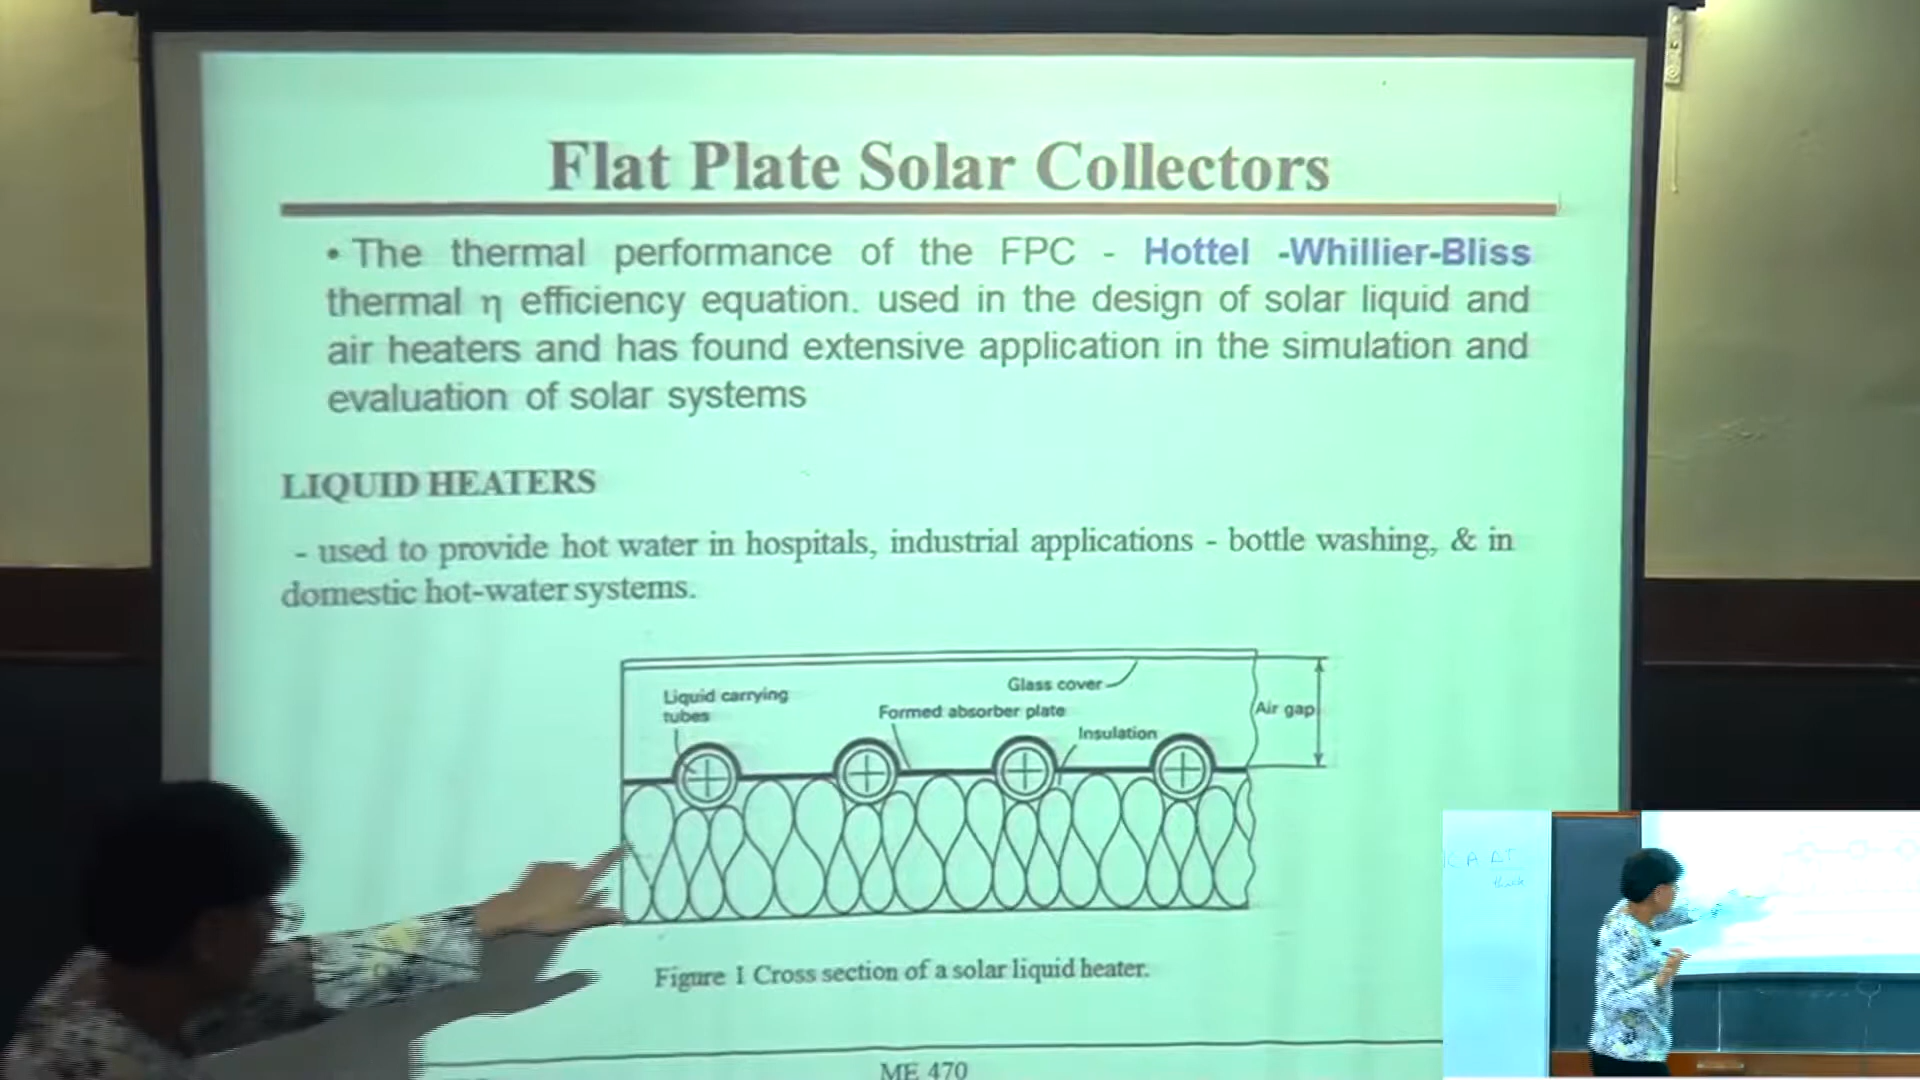 Flat Plate Solar Collectors
• The thermal performance of the FPC - Hottel -Whillier-Bliss
thermal η efficiency equation. used in the design of solar liquid and
air heaters and has found extensive application in the simulation and
evaluation of solar systems
LIQUID HEATERS
- used to provide hot water in hospitals, industrial applications - bottle washing, & in
domestic hot-water systems.
Liquid carrying
tubes
Formed absorber plate
Glass cover
Insulation
Air gap
Figure 1 Cross section of a solar liquid heater.
ME 470
A ΔT